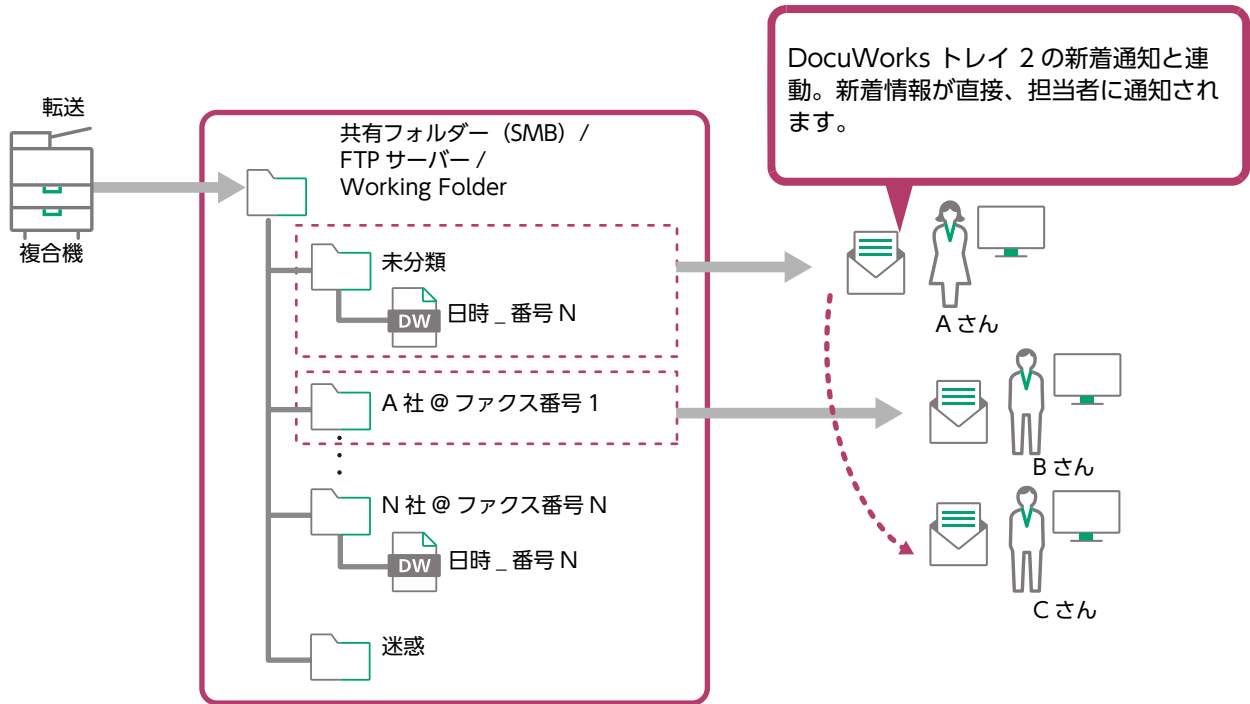 DocuWorks トレイ 2 の新着通知と連
動。新着情報が直接、担当者に通知され
ます。
転送
複合機
共有フォルダー（SMB）/
FTP サーバー /
Working Folder
未分類
DW
日時 _ 番号 N
A 社 @ ファクス番号 1
N 社 @ ファクス番号 N
DW
日時 _ 番号 N
迷惑
A さん
B さん
C さん